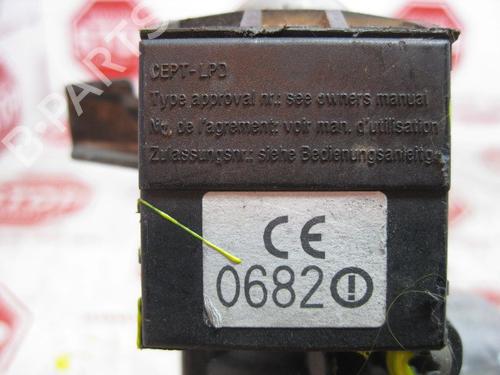 CEPT-LPD
Type approval nr.: see owners manual
No. de l'agrement: voir man. d'utilisation
Zulassungsnr.: siehe Bedienungsanleitg.
CE
0682
B-PARTS